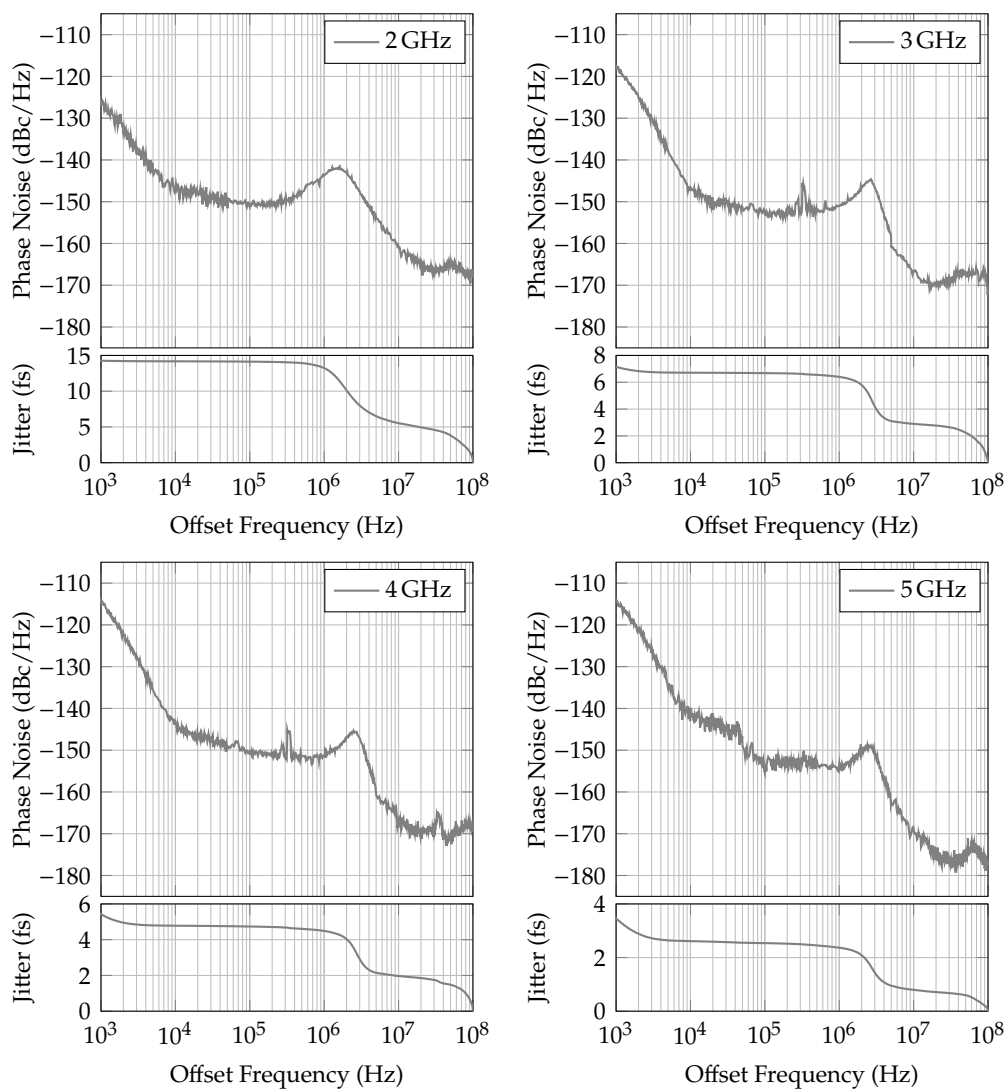 −110
−120
−130
−140
−150
−160
−170
−180
Phase Noise (dBc/Hz)
2 GHz
15
10
5
0
Jitter (fs)
10³ 10⁴ 10⁵ 10⁶ 10⁷ 10⁸
Offset Frequency (Hz)
−110
−120
−130
−140
−150
−160
−170
−180
Phase Noise (dBc/Hz)
3 GHz
8
6
4
2
0
Jitter (fs)
10³ 10⁴ 10⁵ 10⁶ 10⁷ 10⁸
Offset Frequency (Hz)
−110
−120
−130
−140
−150
−160
−170
−180
Phase Noise (dBc/Hz)
4 GHz
6
4
2
0
Jitter (fs)
10³ 10⁴ 10⁵ 10⁶ 10⁷ 10⁸
Offset Frequency (Hz)
−110
−120
−130
−140
−150
−160
−170
−180
Phase Noise (dBc/Hz)
5 GHz
4
2
0
Jitter (fs)
10³ 10⁴ 10⁵ 10⁶ 10⁷ 10⁸
Offset Frequency (Hz)